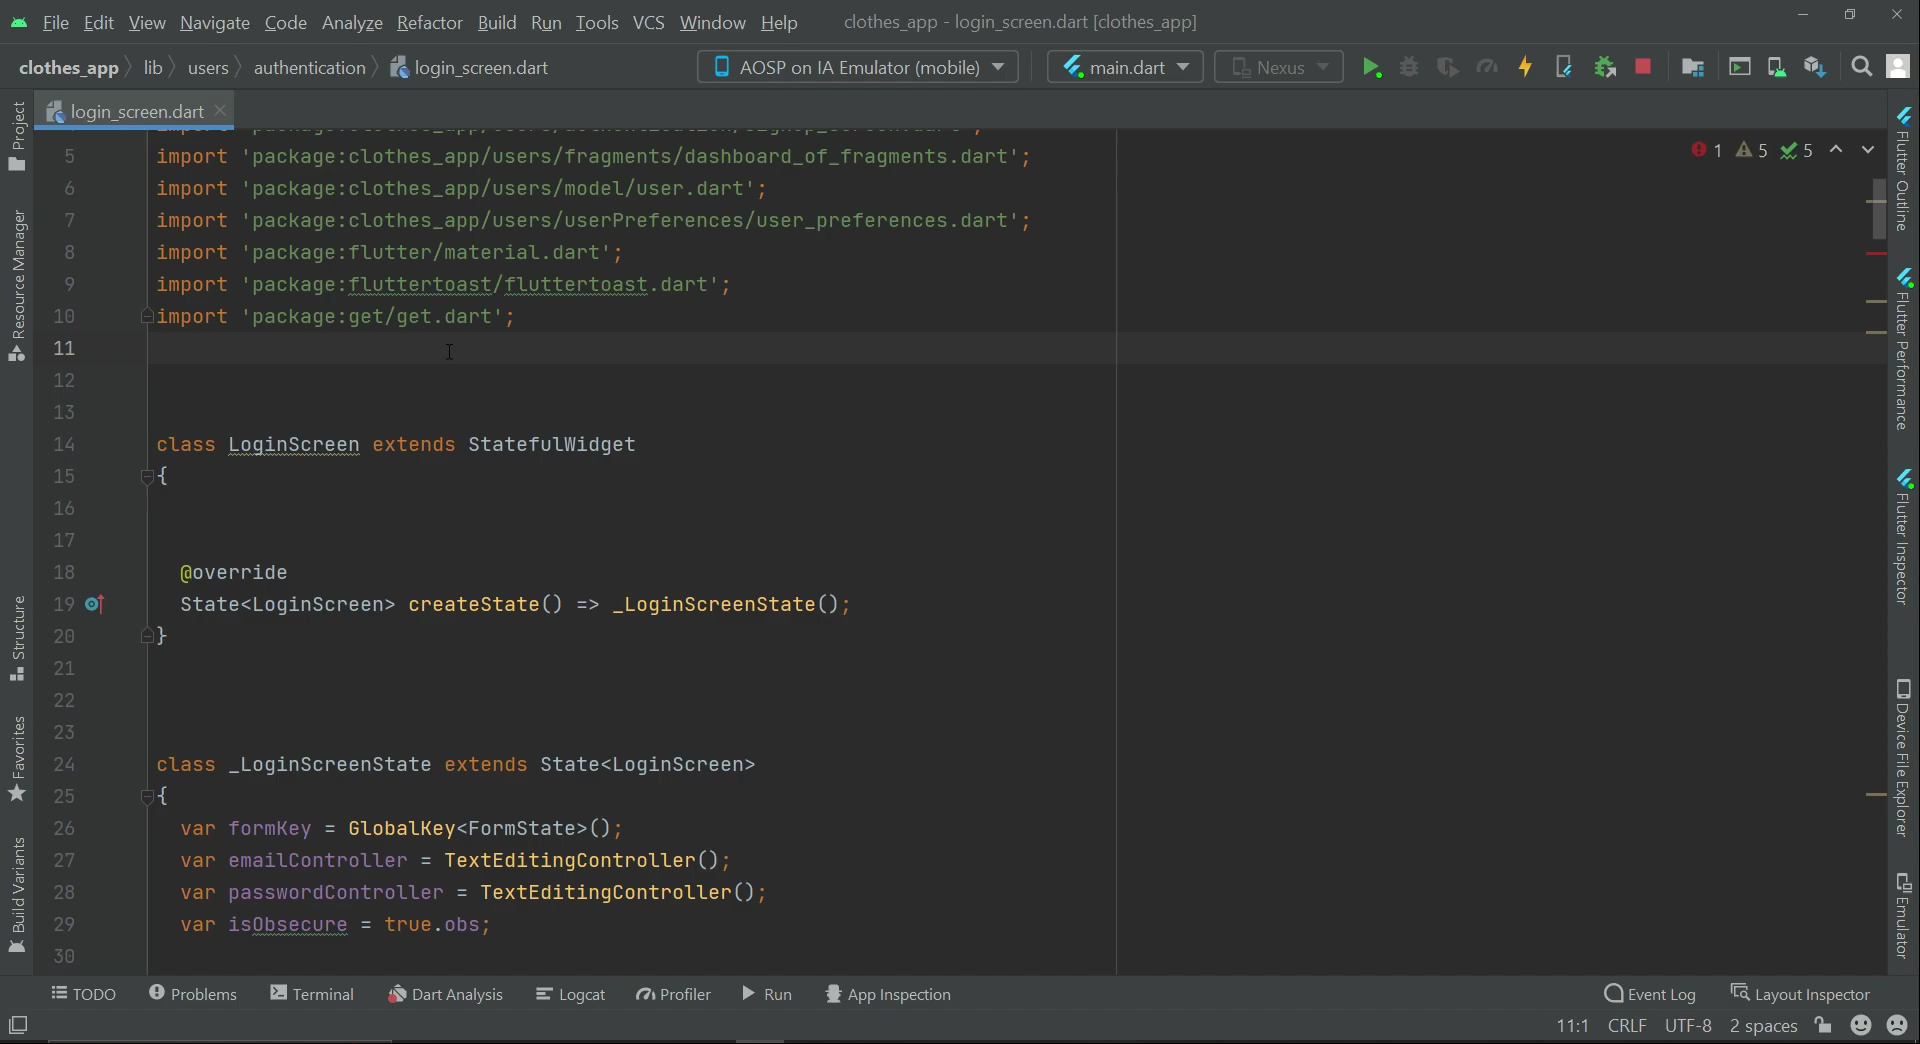 File Edit View Navigate Code Analyze Refactor Build Run Tools VCS Window Help clothes_app - login_screen.dart [clothes_app]
clothes_app lib users authentication login_screen.dart AOSP on IA Emulator (mobile) main.dart Nexus
login_screen.dart
5 import 'package:clothes_app/users/fragments/dashboard_of_fragments.dart';
1 5 5
6 import 'package:clothes_app/users/model/user.dart';
7 import 'package:clothes_app/users/userPreferences/user_preferences.dart';
8 import 'package:flutter/material.dart';
9 import 'package:fluttertoast/fluttertoast.dart';
10 import 'package:get/get.dart';
11
12
13
14 class LoginScreen extends StatefulWidget
15 {
16
17
18 @override
19 State<LoginScreen> createState() => _LoginScreenState();
20 }
21
22
23
24 class _LoginScreenState extends State<LoginScreen>
25 {
26 var formKey = GlobalKey<FormState>();
27 var emailController = TextEditingController();
28 var passwordController = TextEditingController();
29 var isObsecure = true.obs;
30
Project
Resource Manager
Structure
Favorites
Build Variants
Flutter Outline
Flutter Performance
Flutter Inspector
Device File Explorer
Emulator
TODO Problems Terminal Dart Analysis Logcat Profiler Run App Inspection Event Log Layout Inspector
11:1 CRLF UTF-8 2 spaces